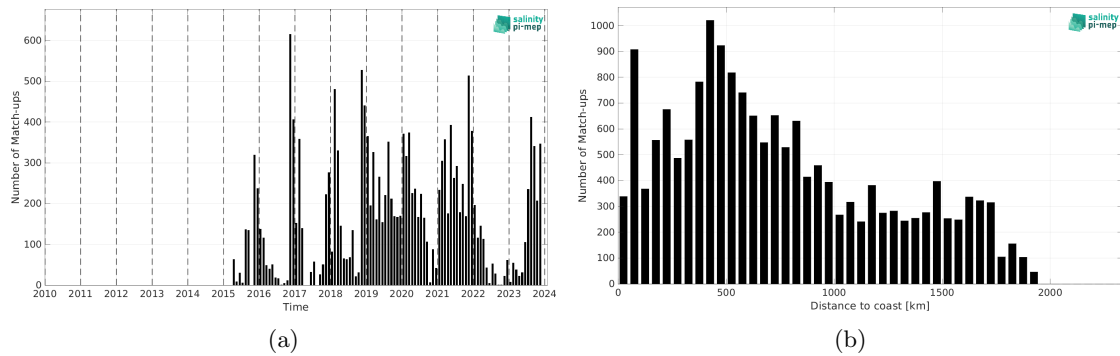 salinity
pi-mep
Number of Match-ups
600
500
400
300
200
100
0
2010 2011 2012 2013 2014 2015 2016 2017 2018 2019 2020 2021 2022 2023 2024
Time
(a)
salinity
pi-mep
Number of Match-ups
1000
900
800
700
600
500
400
300
200
100
0
0 500 1000 1500 2000
Distance to coast [km]
(b)